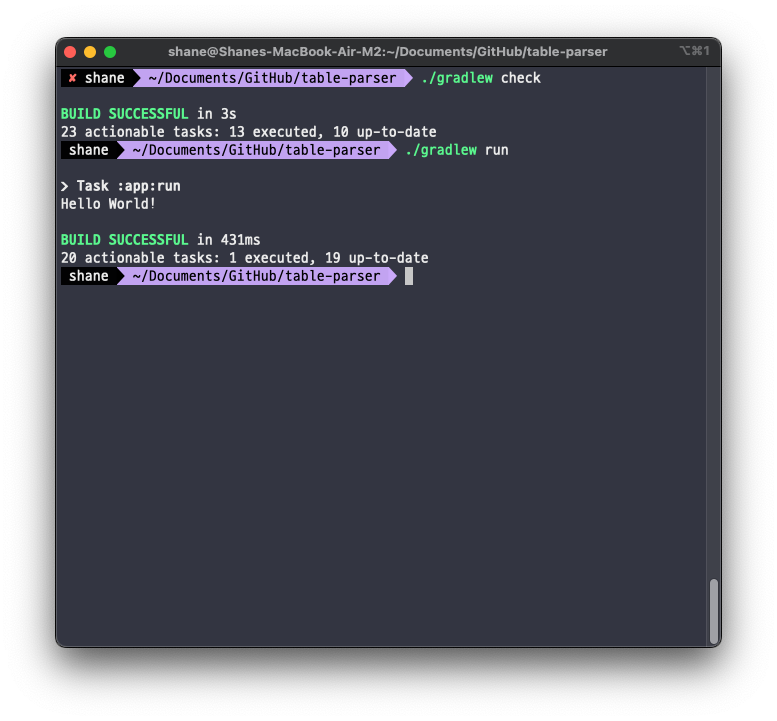 shane@Shanes-MacBook-Air-M2:~/Documents/GitHub/table-parser ⌥⌘1
✘ shane ~/Documents/GitHub/table-parser ./gradlew check
BUILD SUCCESSFUL in 3s
23 actionable tasks: 13 executed, 10 up-to-date
shane ~/Documents/GitHub/table-parser ./gradlew run
> Task :app:run
Hello World!
BUILD SUCCESSFUL in 431ms
20 actionable tasks: 1 executed, 19 up-to-date
shane ~/Documents/GitHub/table-parser